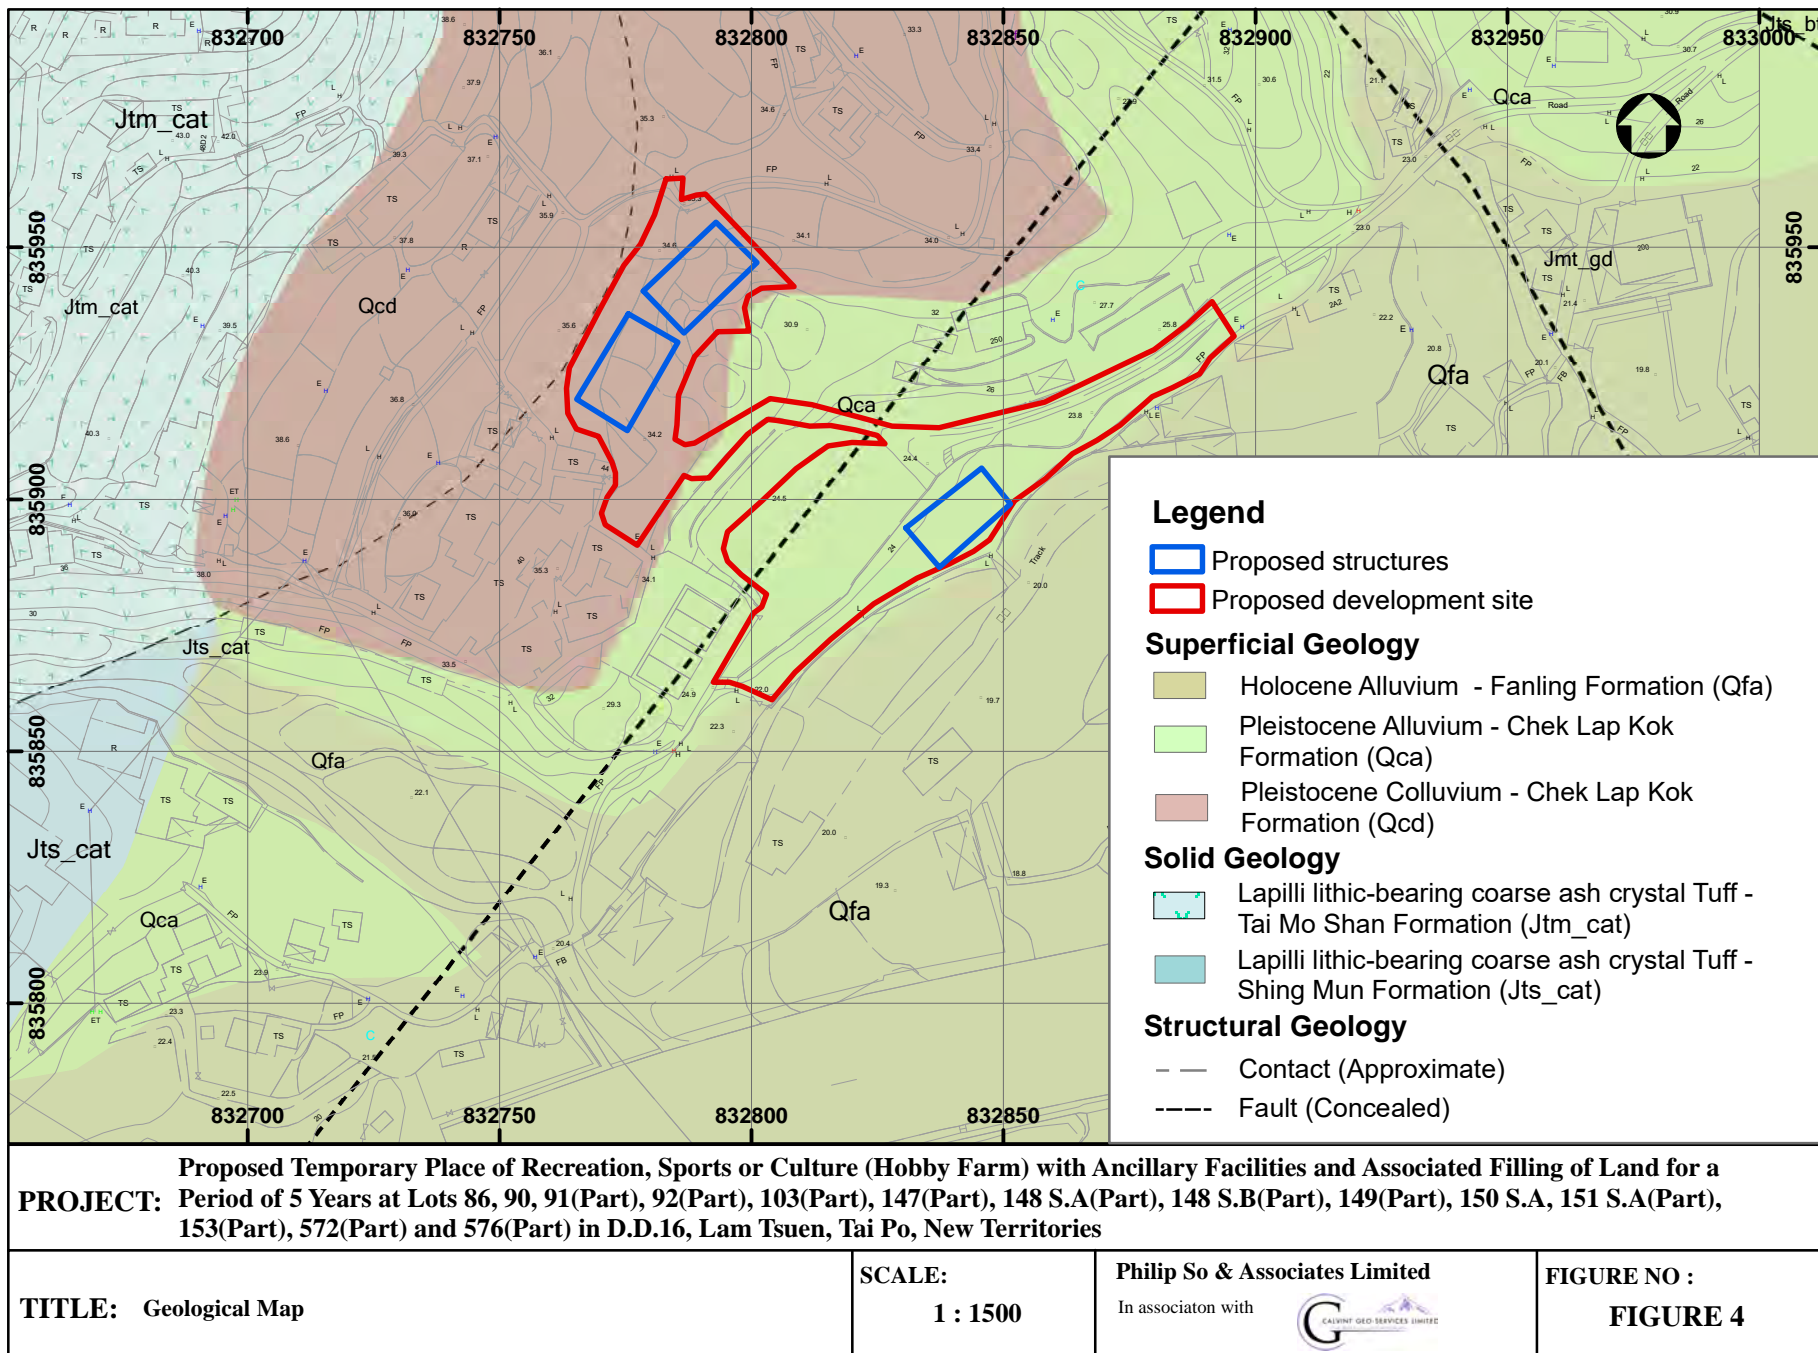 832700 832750 832800 832850 832900 832950 833000
835950 835950
835900
835850
835800
832700 832750 832800 832850
Jtm_cat
Jtm_cat
Qcd
Qca
Qca
Jmt_gd
Qfa
Jts_cat
Qfa
Jts_cat
Qca
Qfa
Legend
Proposed structures
Proposed development site
Superficial Geology
Holocene Alluvium - Fanling Formation (Qfa)
Pleistocene Alluvium - Chek Lap Kok
Formation (Qca)
Pleistocene Colluvium - Chek Lap Kok
Formation (Qcd)
Solid Geology
Lapilli lithic-bearing coarse ash crystal Tuff -
Tai Mo Shan Formation (Jtm_cat)
Lapilli lithic-bearing coarse ash crystal Tuff -
Shing Mun Formation (Jts_cat)
Structural Geology
Contact (Approximate)
Fault (Concealed)
PROJECT: Proposed Temporary Place of Recreation, Sports or Culture (Hobby Farm) with Ancillary Facilities and Associated Filling of Land for a
Period of 5 Years at Lots 86, 90, 91(Part), 92(Part), 103(Part), 147(Part), 148 S.A(Part), 148 S.B(Part), 149(Part), 150 S.A, 151 S.A(Part),
153(Part), 572(Part) and 576(Part) in D.D.16, Lam Tsuen, Tai Po, New Territories
TITLE: Geological Map
SCALE:
1 : 1500
Philip So & Associates Limited
In associaton with
CALVINT GEO-SERVICES LIMITED
FIGURE NO :
FIGURE 4